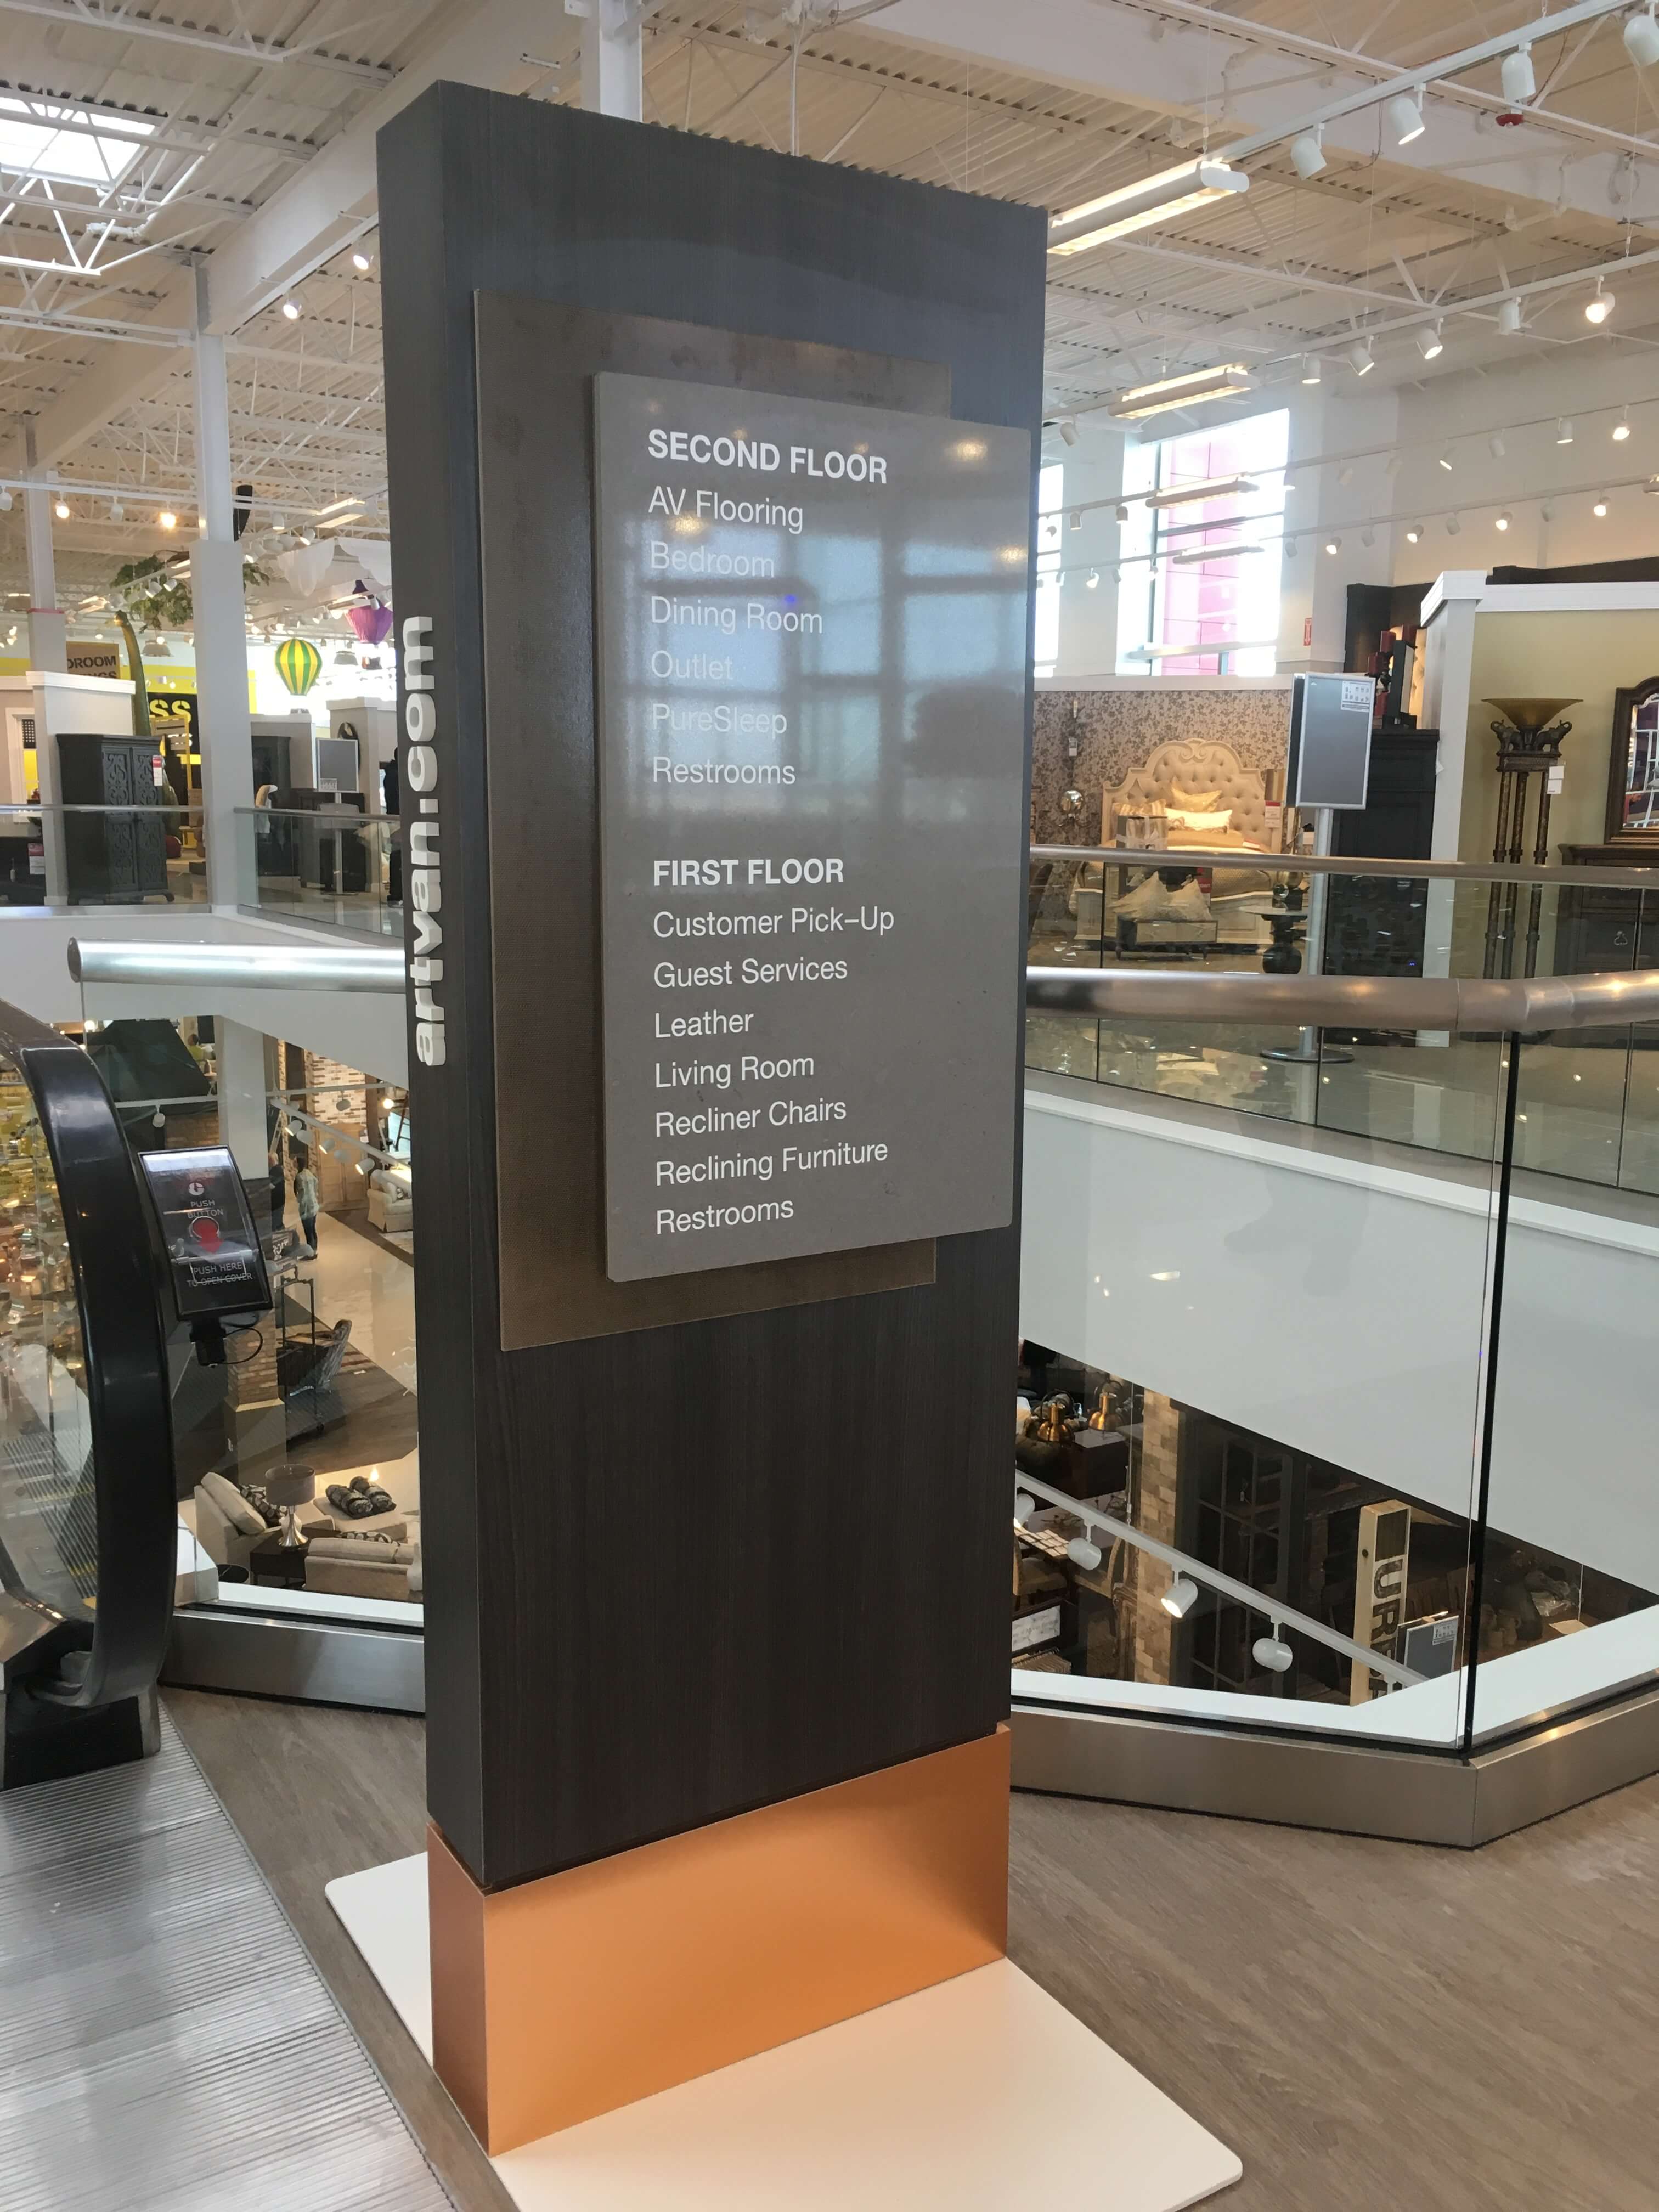 SECOND FLOOR
AV Flooring
Bedroom
Dining Room
Outlet
PureSleep
Restrooms
FIRST FLOOR
Customer Pick-Up
Guest Services
Leather
Living Room
Recliner Chairs
Reclining Furniture
Restrooms
artvan.com
PUSH
BUTTON
PUSH HERE
TO OPEN COVER